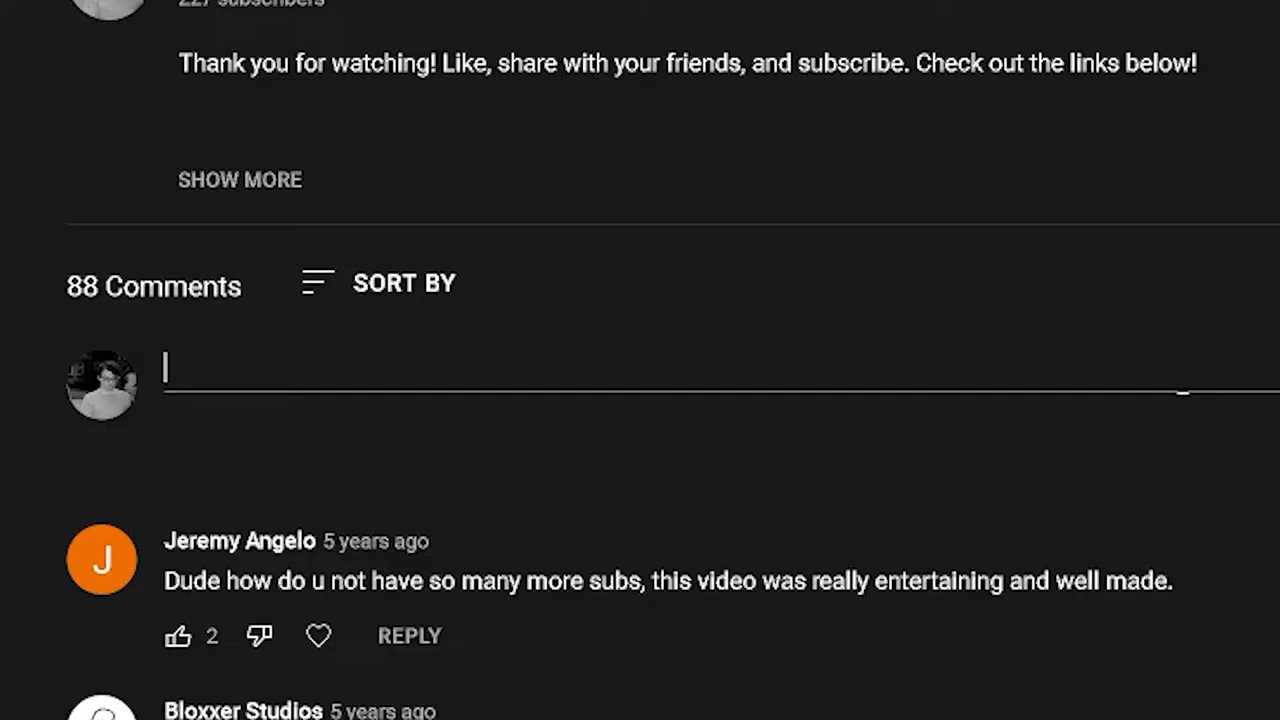 227 subscribers
Thank you for watching! Like, share with your friends, and subscribe. Check out the links below!
SHOW MORE
88 Comments SORT BY
J
Jeremy Angelo 5 years ago
Dude how do u not have so many more subs, this video was really entertaining and well made.
2 REPLY
Bloxxer Studios 5 years ago